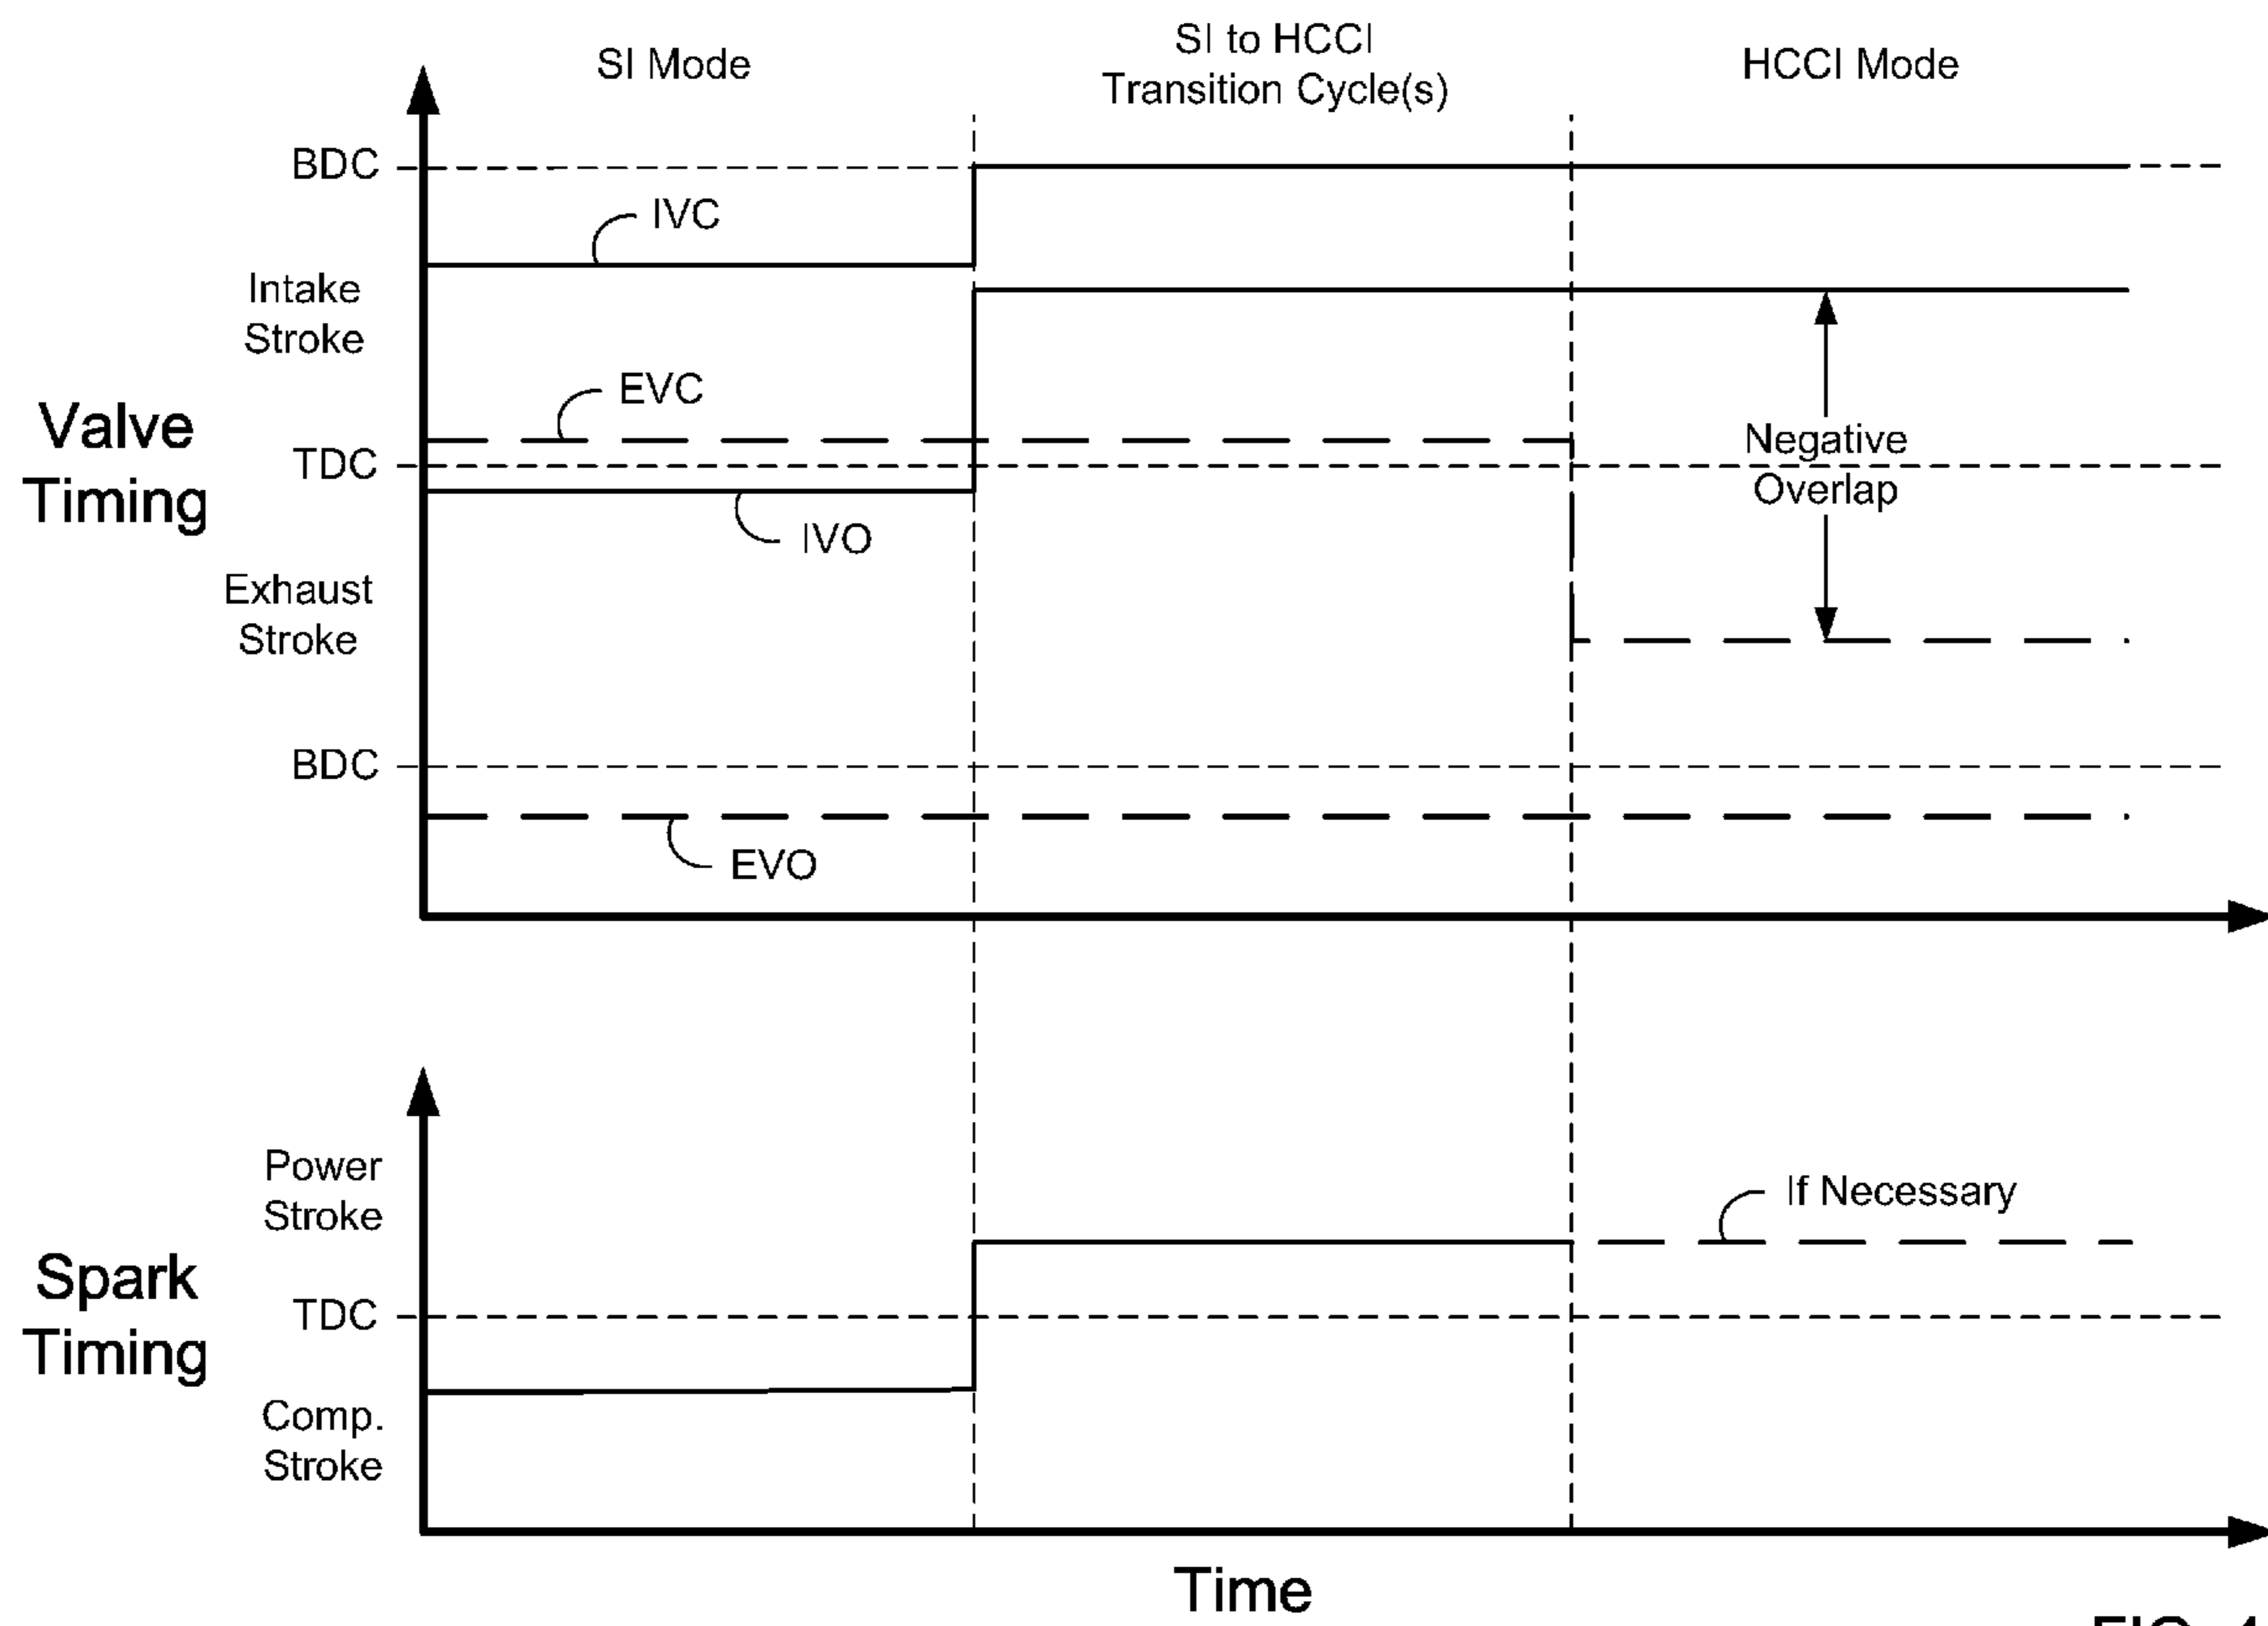 SI Mode
SI to HCCI
Transition Cycle(s)
HCCI Mode
BDC
IVC
Intake
Stroke
EVC
Valve
Timing
TDC
Negative
Overlap
IVO
Exhaust
Stroke
BDC
EVO
Power
Stroke
If Necessary
Spark
Timing
TDC
Comp.
Stroke
Time